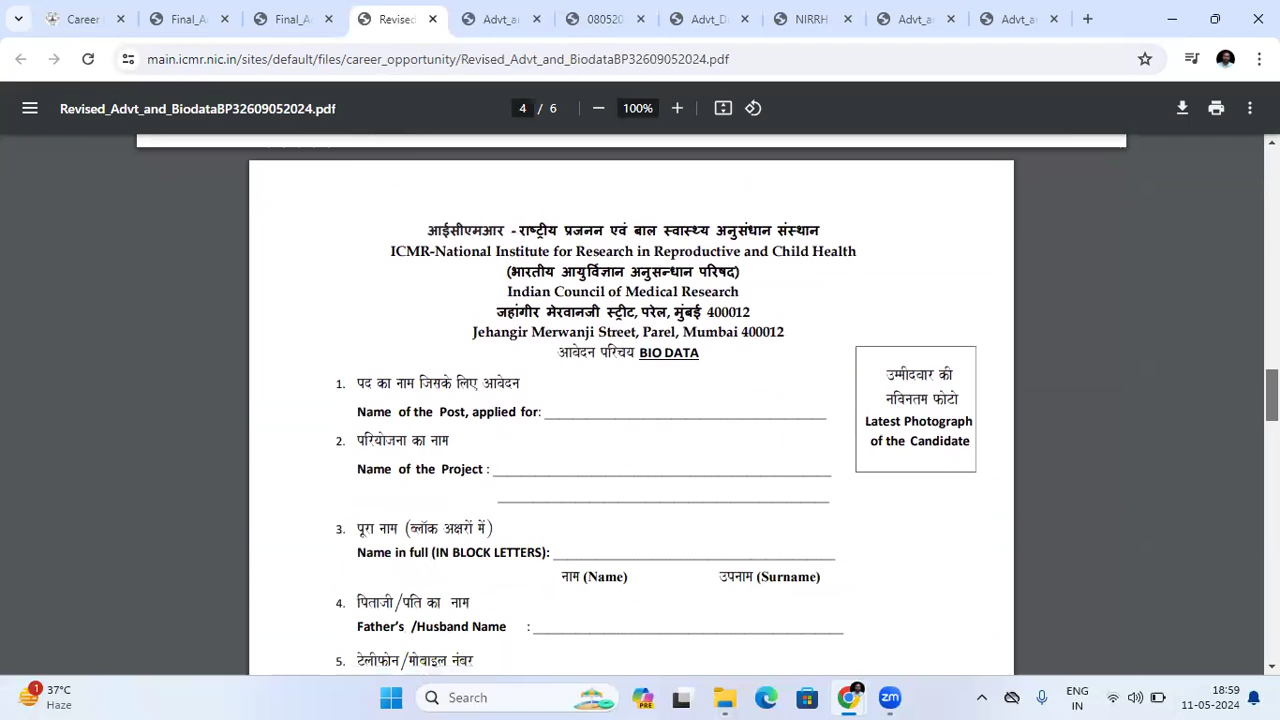 Career
Final_A
Final_A
Revised
Advt_a
080520
Advt_D
NIRRH
Advt_a
Advt_a
main.icmr.nic.in/sites/default/files/career_opportunity/Revised_Advt_and_BiodataBP32609052024.pdf
Revised_Advt_and_BiodataBP32609052024.pdf
4 / 6
100%
आईसीएमआर - राष्ट्रीय प्रजनन एवं बाल स्वास्थ्य अनुसंधान संस्थान
ICMR-National Institute for Research in Reproductive and Child Health
(भारतीय आयुर्विज्ञान अनुसन्धान परिषद)
Indian Council of Medical Research
जहांगीर मेरवानजी स्ट्रीट, परेल, मुंबई 400012
Jehangir Merwanji Street, Parel, Mumbai 400012
आवेदन परिचय BIO DATA
उम्मीदवार की
नविनतम फोटो
Latest Photograph
of the Candidate
1. पद का नाम जिसके लिए आवेदन
Name of the Post, applied for:
2. परियोजना का नाम
Name of the Project :
3. पूरा नाम (ब्लॉक अक्षरों में)
Name in full (IN BLOCK LETTERS):
नाम (Name) उपनाम (Surname)
4. पिताजी/पति का नाम
Father's /Husband Name :
5. टेलीफोन/मोबाइल नंबर
1
37°C
Haze
Search
PRE
zm
ENG
IN
18:59
11-05-2024